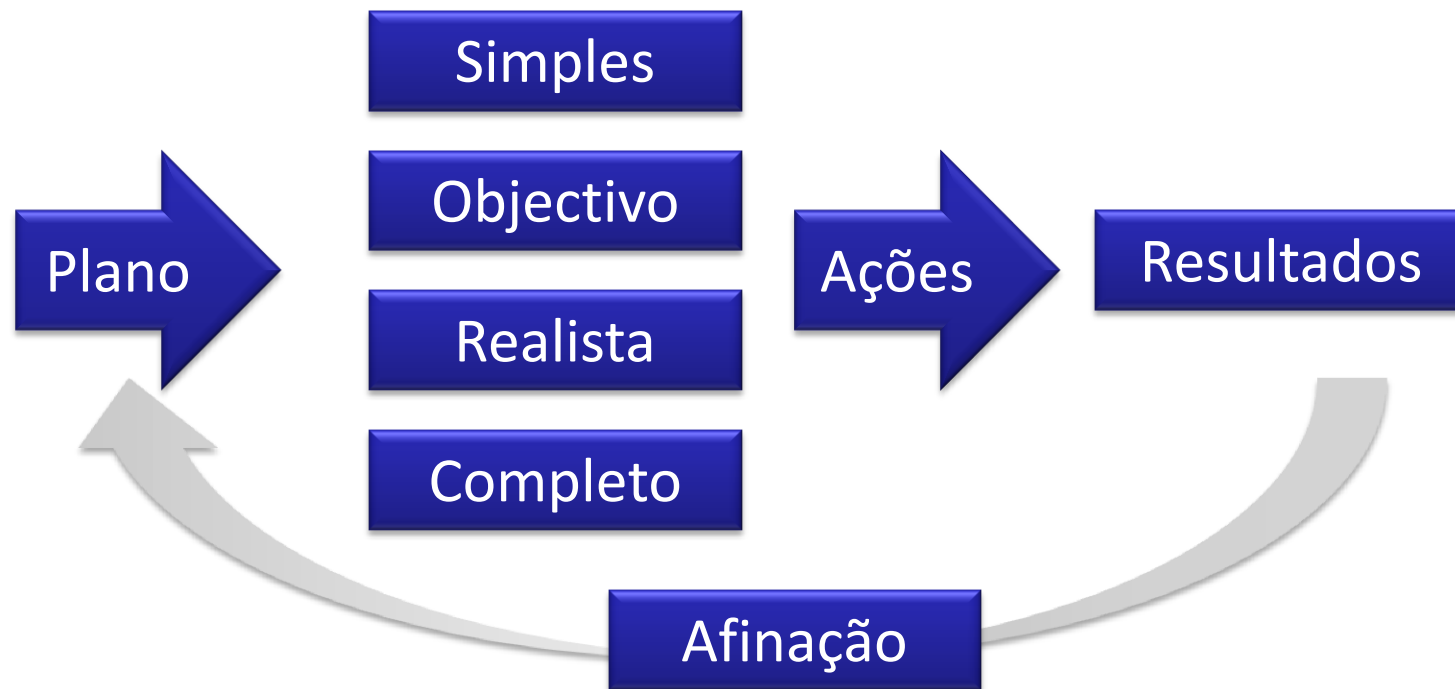 Plano
Simples
Objectivo
Realista
Completo
Ações
Resultados
Afinação